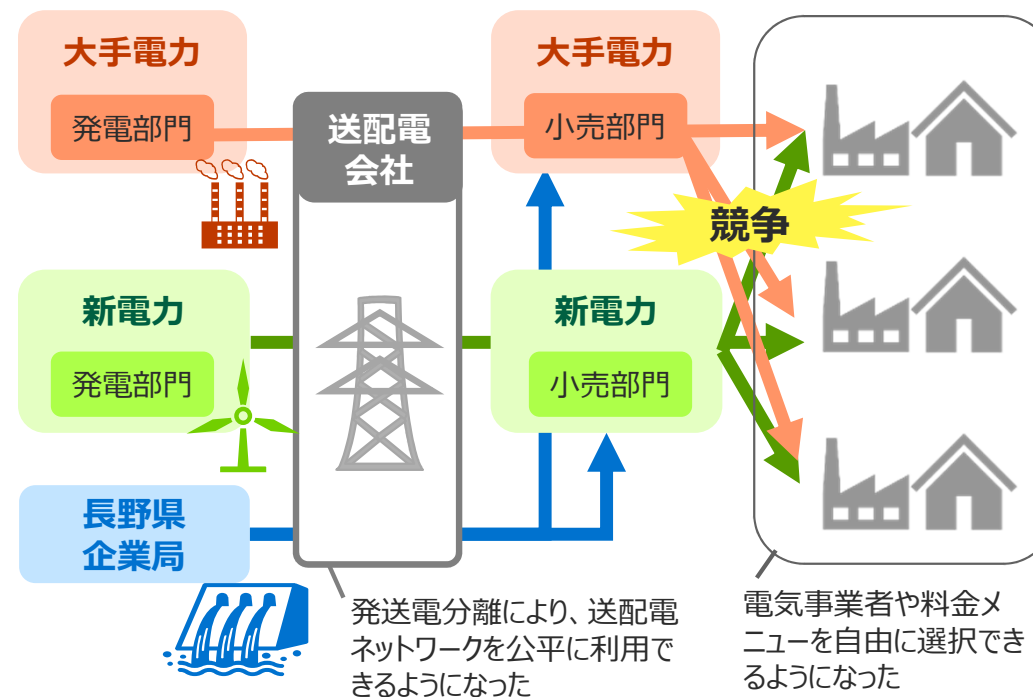 大手電力
発電部門
送配電
会社
大手電力
小売部門
競争
新電力
発電部門
新電力
小売部門
長野県
企業局
発送電分離により、送配電
ネットワークを公平に利用で
きるようになった
電気事業者や料金メ
ニューを自由に選択でき
るようになった